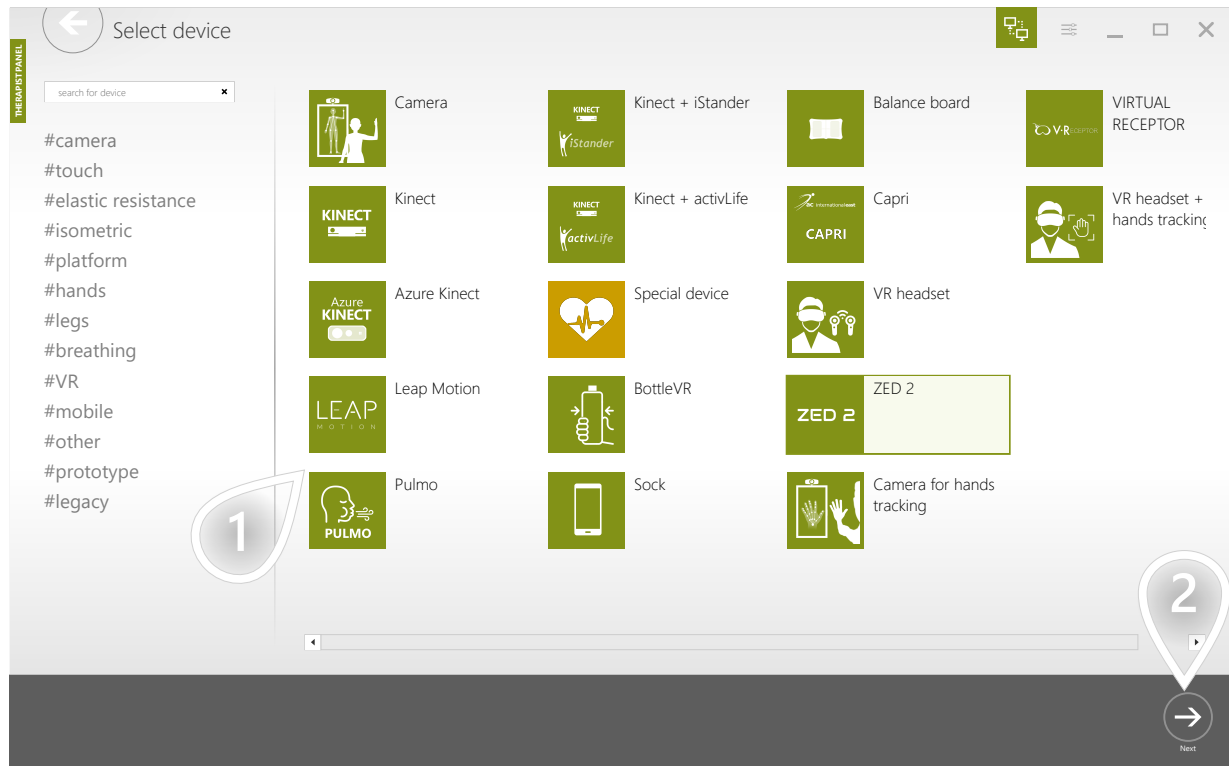 Select device
THERAPIST PANEL
search for device
#camera
#touch
#elastic resistance
#isometric
#platform
#hands
#legs
#breathing
#VR
#mobile
#other
#prototype
#legacy
Camera
KINECT
Kinect
Azure
KINECT
Azure Kinect
LEAP
MOTION
Leap Motion
PULMO
Pulmo
KINECT
iStander
Kinect + iStander
KINECT
activLife
Kinect + activLife
Special device
BottleVR
Sock
Balance board
ac internationaleast
CAPRI
Capri
VR headset
ZED 2
ZED 2
Camera for hands
tracking
V-RECEPTOR
VIRTUAL
RECEPTOR
VR headset +
hands tracking
1
2
Next